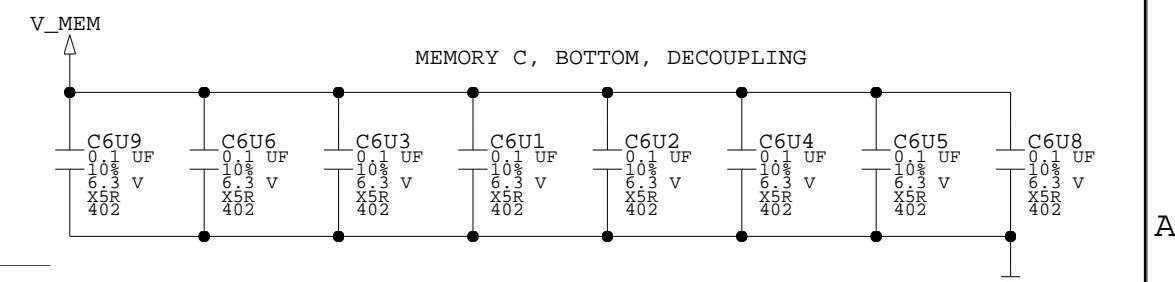 V_MEM
MEMORY C, BOTTOM, DECOUPLING
C6U9
0.1 UF
10%
6.3 V
X5R
402
C6U6
0.1 UF
10%
6.3 V
X5R
402
C6U3
0.1 UF
10%
6.3 V
X5R
402
C6U1
0.1 UF
10%
6.3 V
X5R
402
C6U2
0.1 UF
10%
6.3 V
X5R
402
C6U4
0.1 UF
10%
6.3 V
X5R
402
C6U5
0.1 UF
10%
6.3 V
X5R
402
C6U8
0.1 UF
10%
6.3 V
X5R
402
A